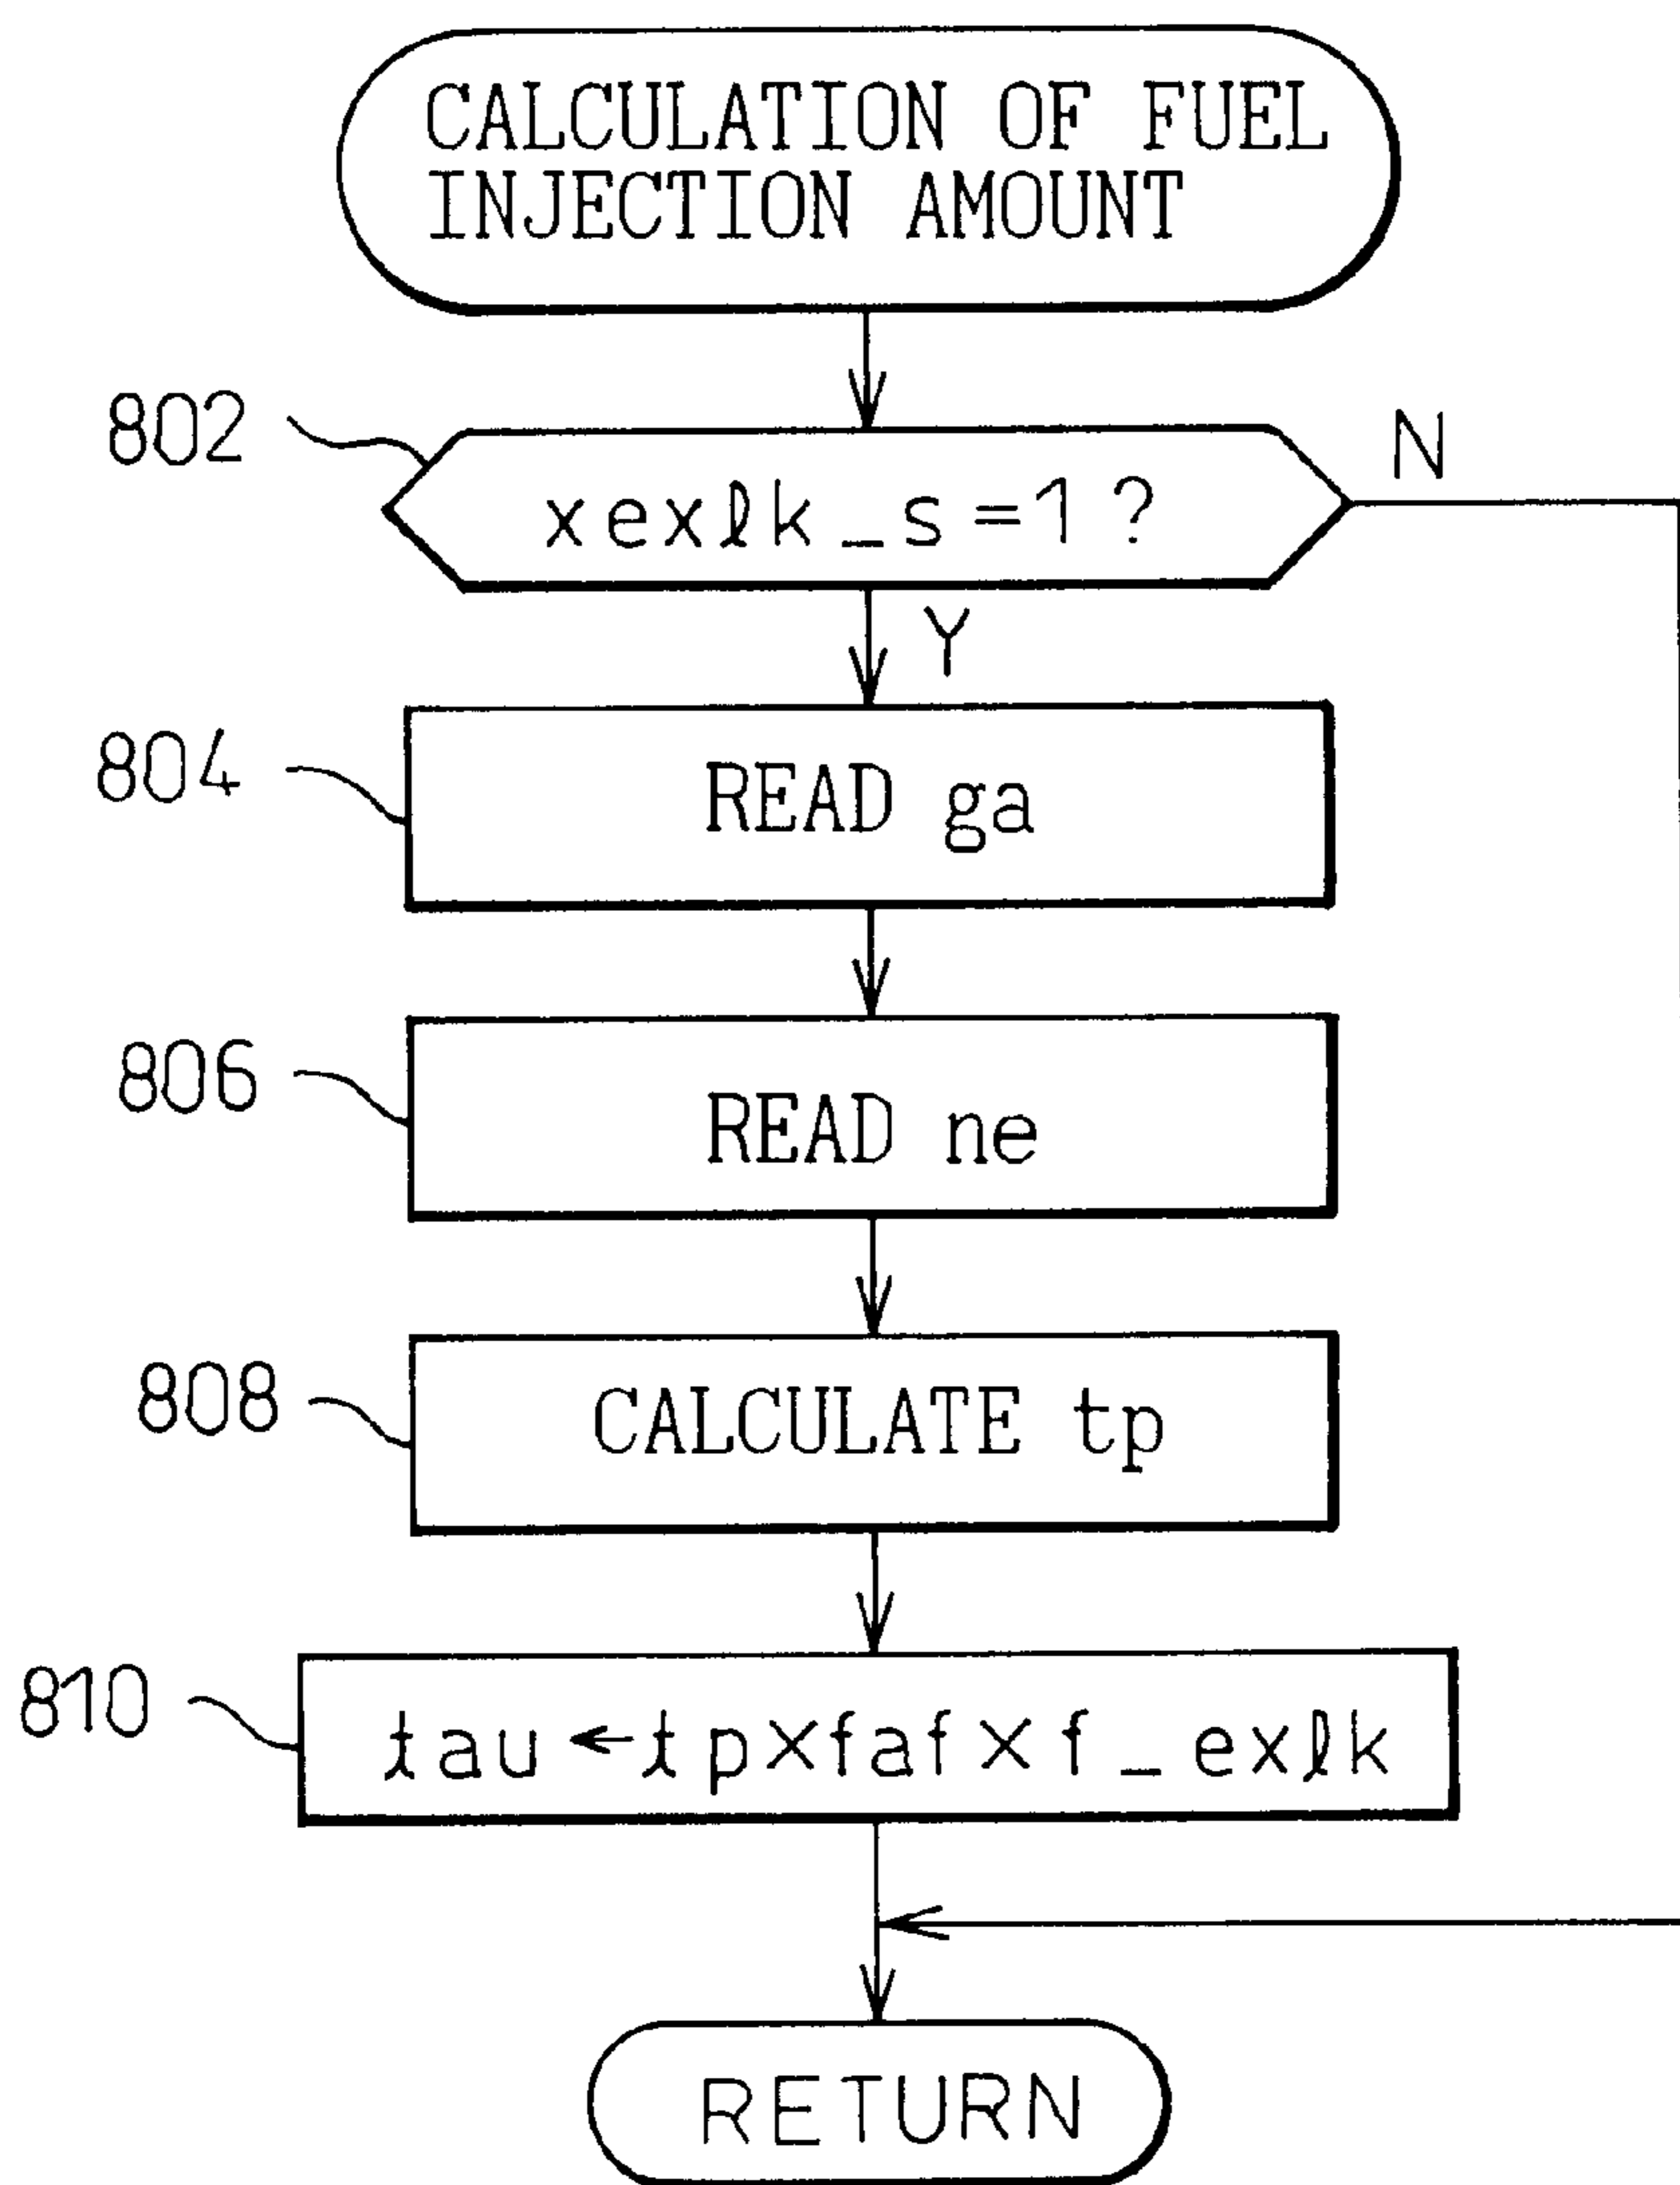 CALCULATION OF FUEL
INJECTION AMOUNT
802
xexlk_s=1?
N
Y
804
READ ga
806
READ ne
808
CALCULATE tp
810
tau←tp×faf×f_exlk
RETURN